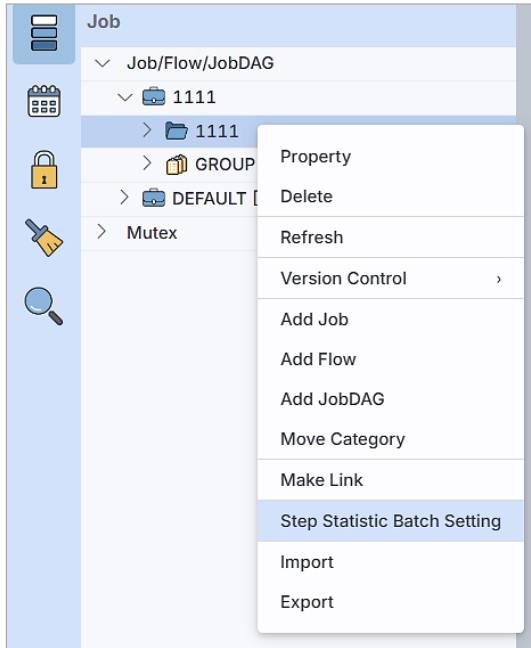 Job
Job/Flow/JobDAG
1111
1111
GROUP
DEFAULT [
Mutex
Property
Delete
Refresh
Version Control
Add Job
Add Flow
Add JobDAG
Move Category
Make Link
Step Statistic Batch Setting
Import
Export